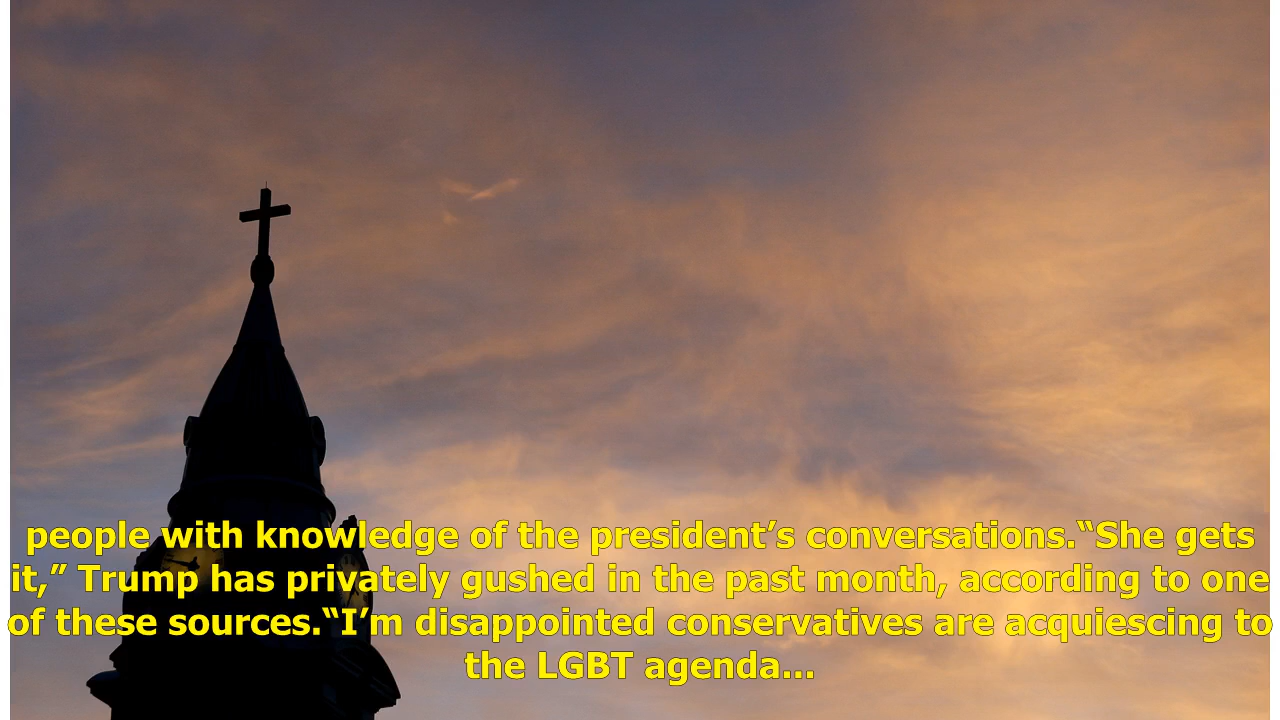 people with knowledge of the president’s conversations.“She gets
it,” Trump has privately gushed in the past month, according to one
of these sources.“I’m disappointed conservatives are acquiescing to
the LGBT agenda...